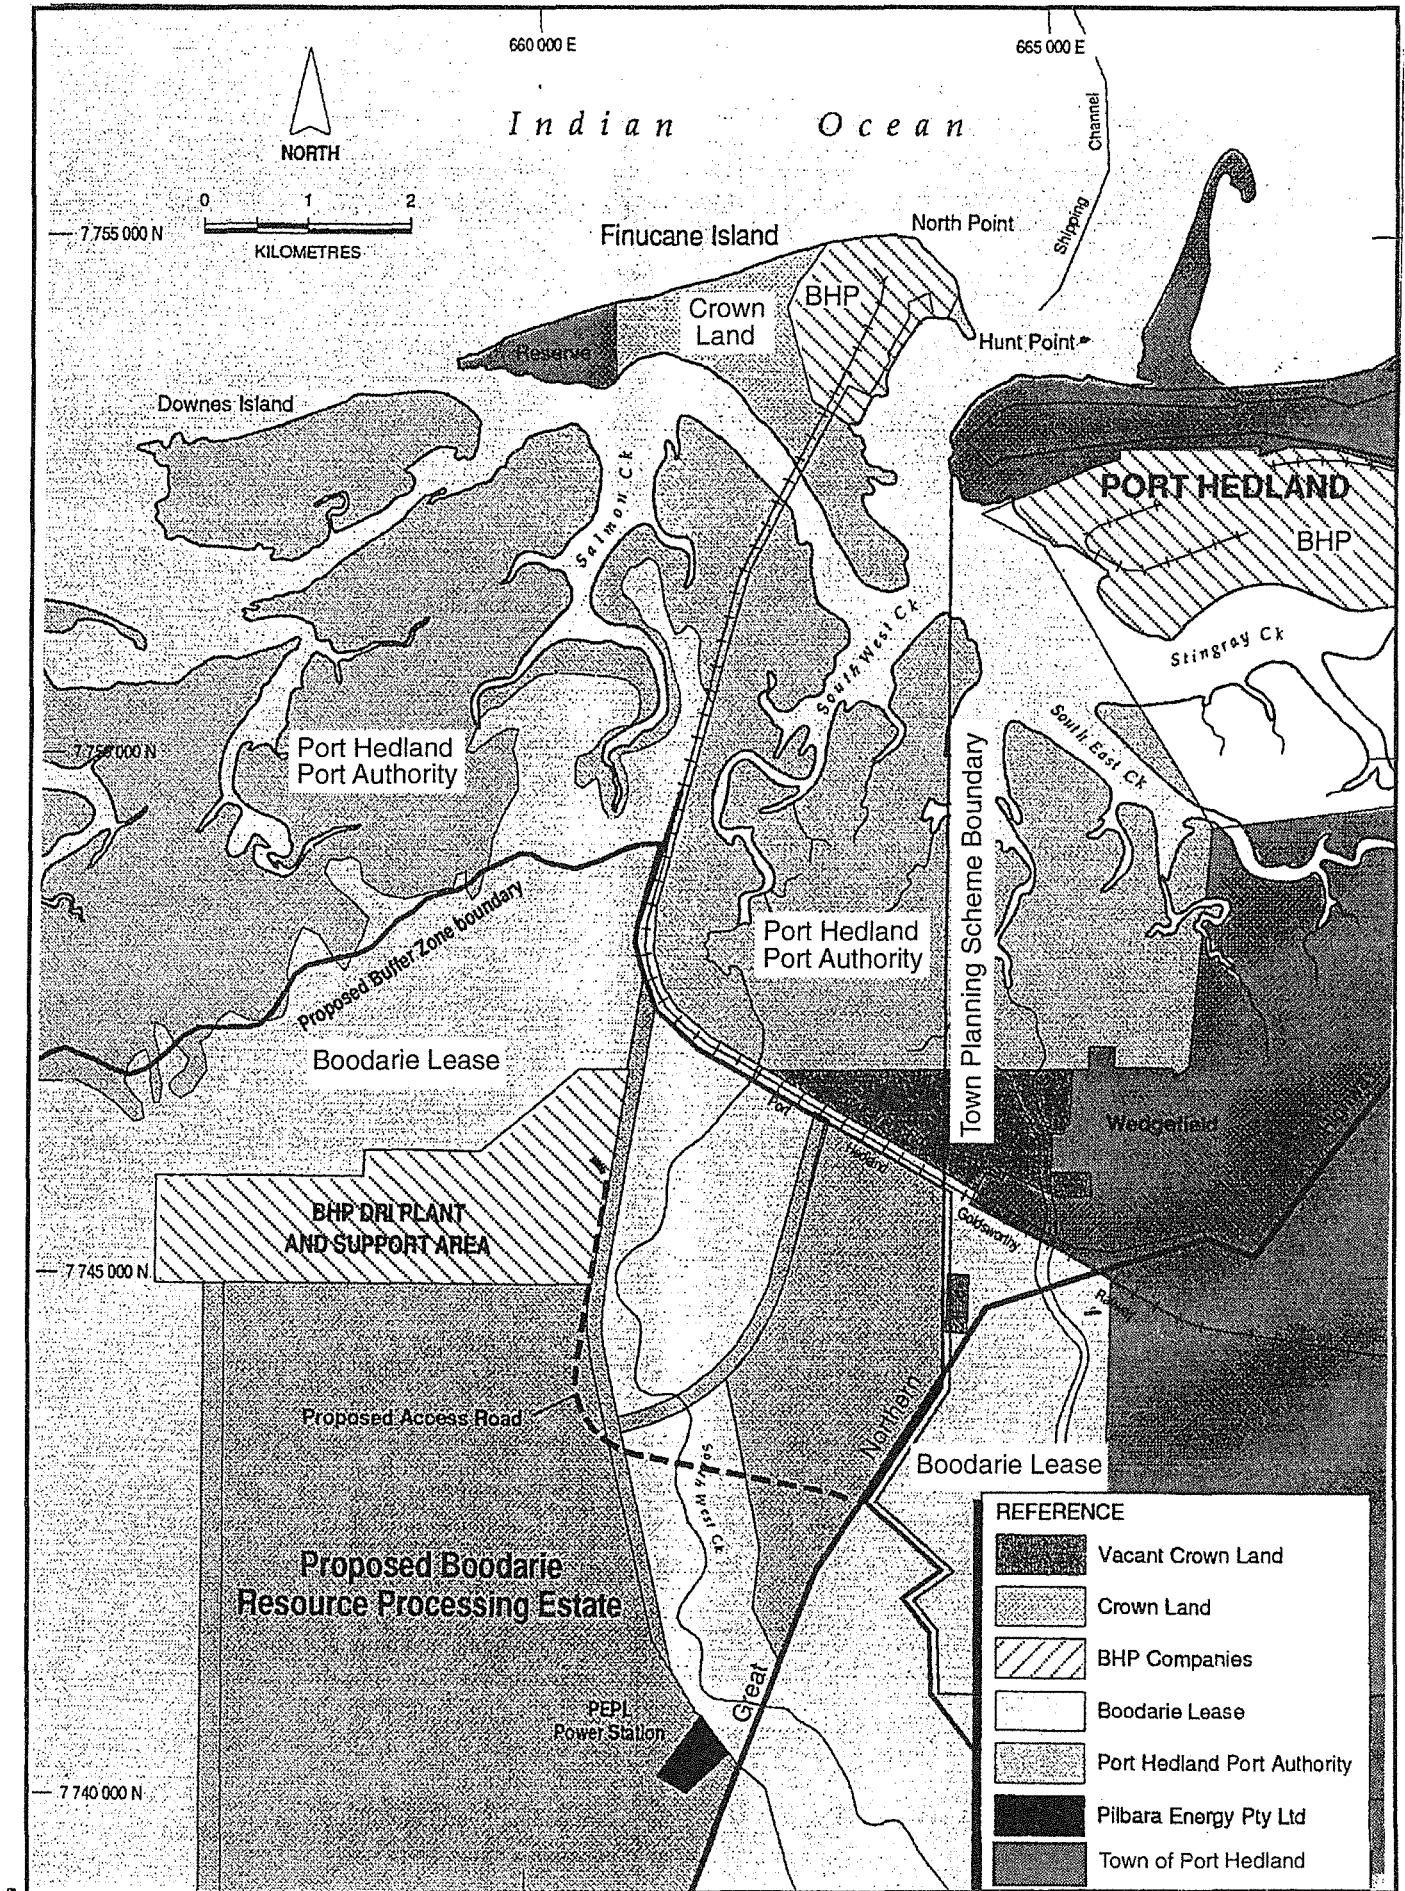 660 000 E
665 000 E
Indian Ocean
Channel
Shipping
NORTH
0 1 2
KILOMETRES
7 755 000 N
Finucane Island
North Point
BHP
Crown
Land
Hunt Point
Reserve
Downes Island
PORT HEDLAND
BHP
Salmon Ck
South West Ck
Stingray Ck
South East Ck
7 750 000 N
Port Hedland
Port Authority
Town Planning Scheme Boundary
Proposed Buffer Zone boundary
Port Hedland
Port Authority
Boodarie Lease
Port
Hedland
Goldsworthy
Railway
Wedgefield
BHP DRI PLANT
AND SUPPORT AREA
7 745 000 N
Proposed Access Road
Northern
South West Ck
Boodarie Lease
Proposed Boodarie
Resource Processing Estate
Great
PEPL
Power Station
7 740 000 N
REFERENCE
Vacant Crown Land
Crown Land
BHP Companies
Boodarie Lease
Port Hedland Port Authority
Pilbara Energy Pty Ltd
Town of Port Hedland